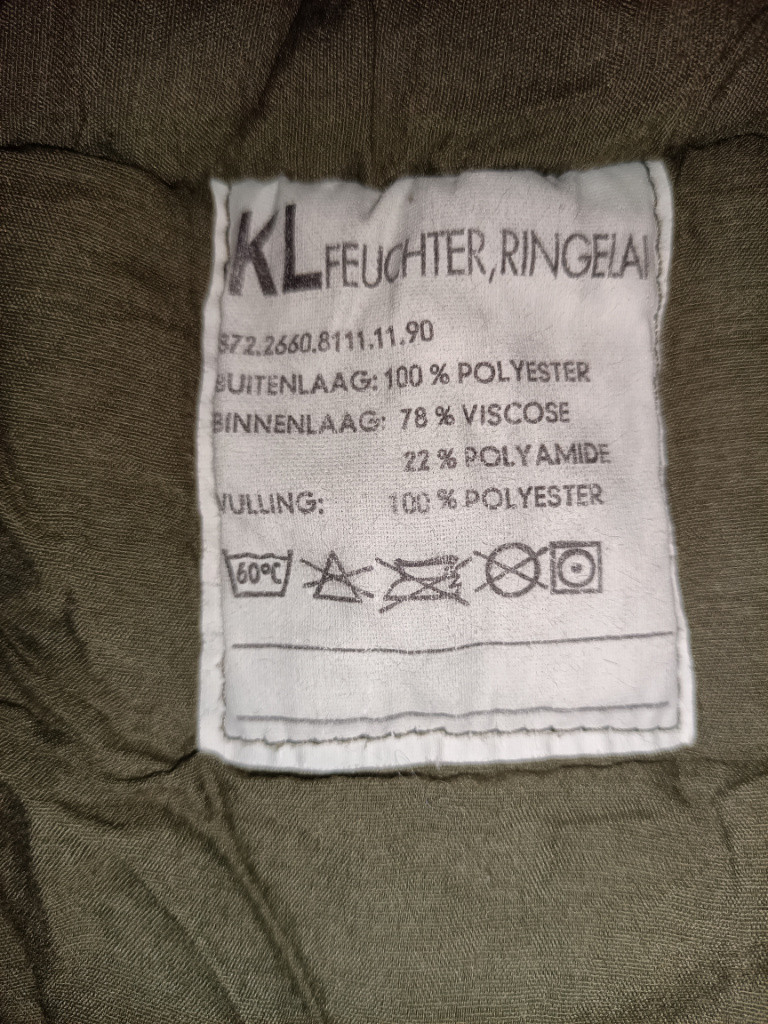 KL FEUCHTER, RINGELAI
872.2660.8111.11.90
BUITENLAAG: 100 % POLYESTER
BINNENLAAG: 78 % VISCOSE
22 % POLYAMIDE
VULLING: 100 % POLYESTER
60°C